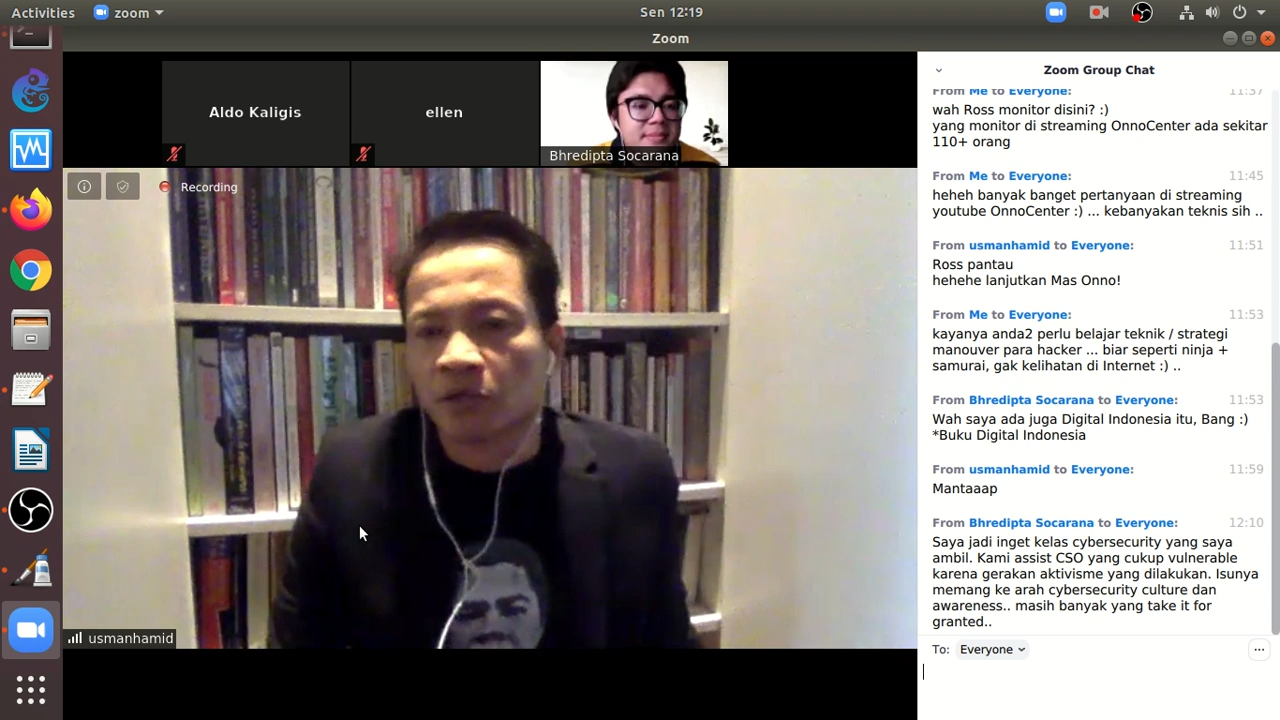 Activities
zoom
Sen 12:19
Zoom
Aldo Kaligis
ellen
Bhredipta Socarana
Recording
usmanhamid
Zoom Group Chat
From Me to Everyone: 11:37
wah Ross monitor disini? :)
yang monitor di streaming OnnoCenter ada sekitar
110+ orang
From Me to Everyone: 11:45
heheh banyak banget pertanyaan di streaming
youtube OnnoCenter :) ... kebanyakan teknis sih ..
From usmanhamid to Everyone: 11:51
Ross pantau
hehehe lanjutkan Mas Onno!
From Me to Everyone: 11:53
kayanya anda2 perlu belajar teknik / strategi
manouver para hacker ... biar seperti ninja +
samurai, gak kelihatan di Internet :) ..
From Bhredipta Socarana to Everyone: 11:53
Wah saya ada juga Digital Indonesia itu, Bang :)
*Buku Digital Indonesia
From usmanhamid to Everyone: 11:59
Mantaaap
From Bhredipta Socarana to Everyone: 12:10
Saya jadi inget kelas cybersecurity yang saya
ambil. Kami assist CSO yang cukup vulnerable
karena gerakan aktivisme yang dilakukan. Isunya
memang ke arah cybersecurity culture dan
awareness.. masih banyak yang take it for
granted..
To: Everyone